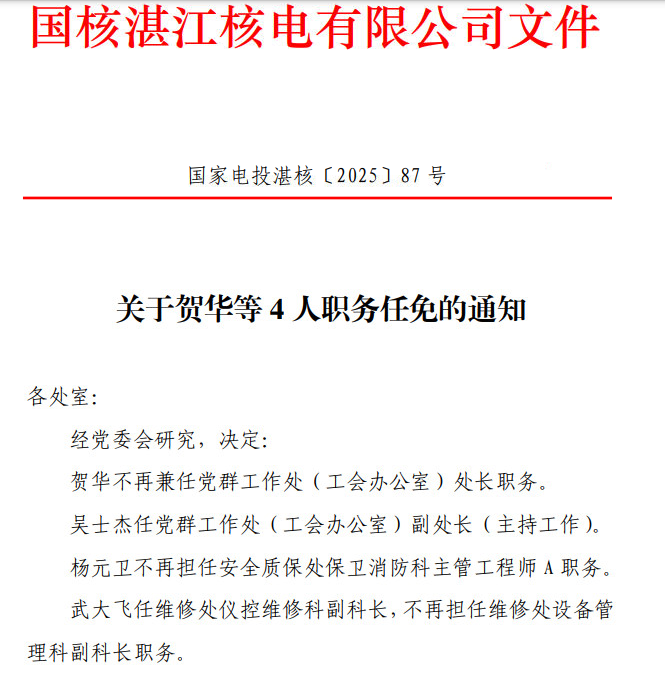 国核湛江核电有限公司文件
国家电投湛核〔2025〕87 号
关于贺华等 4 人职务任免的通知
各处室：
经党委会研究，决定：
贺华不再兼任党群工作处（工会办公室）处长职务。
吴士杰任党群工作处（工会办公室）副处长（主持工作）。
杨元卫不再担任安全质保处保卫消防科主管工程师 A 职务。
武大飞任维修处仪控维修科副科长，不再担任维修处设备管
理科副科长职务。